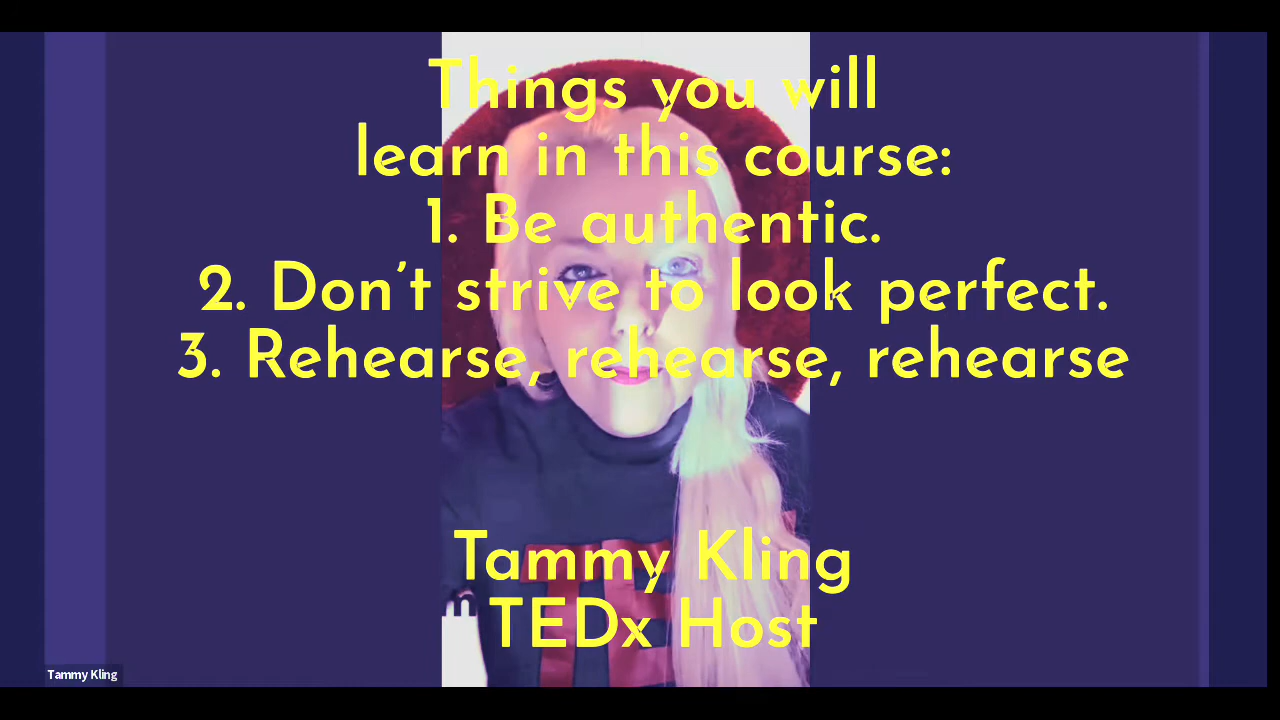 Things you will
learn in this course:
1. Be authentic.
2. Don't strive to look perfect.
3. Rehearse, rehearse, rehearse
Tammy Kling
TEDx Host
Tammy Kling